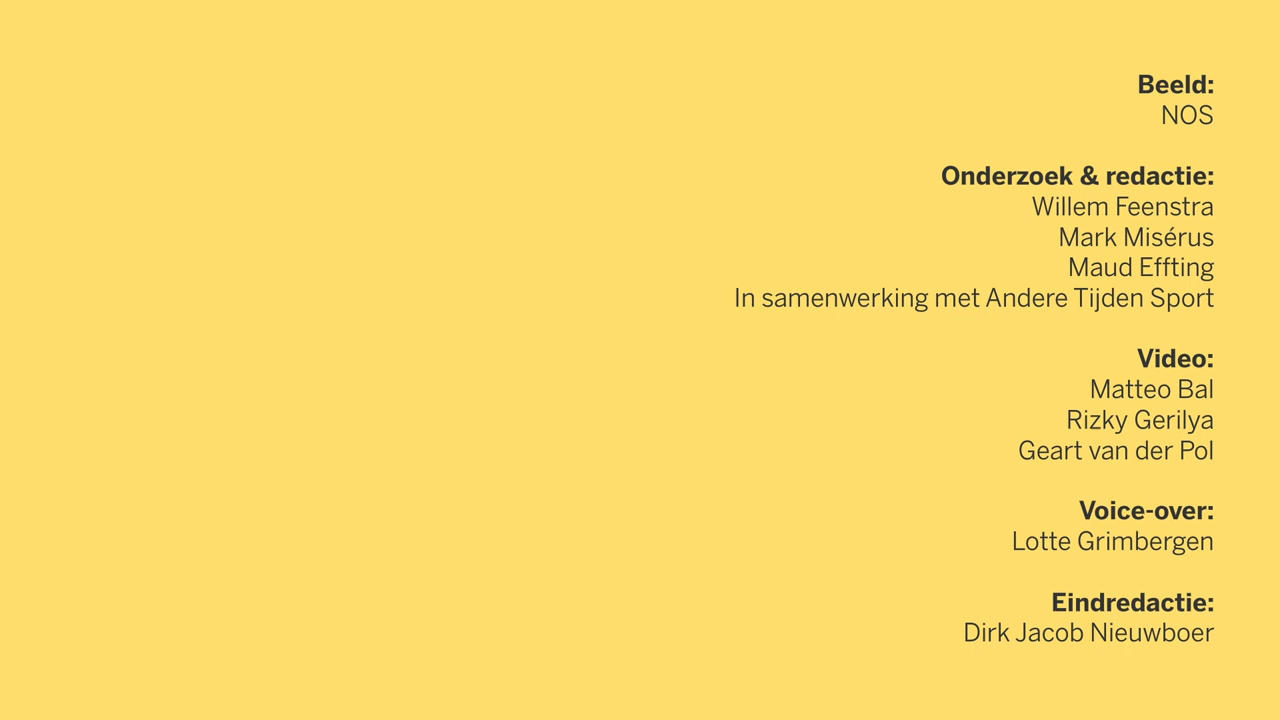 Beeld:
NOS
Onderzoek & redactie:
Willem Feenstra
Mark Misérus
Maud Effting
In samenwerking met Andere Tijden Sport
Video:
Matteo Bal
Rizky Gerilya
Geart van der Pol
Voice-over:
Lotte Grimbergen
Eindredactie:
Dirk Jacob Nieuwboer